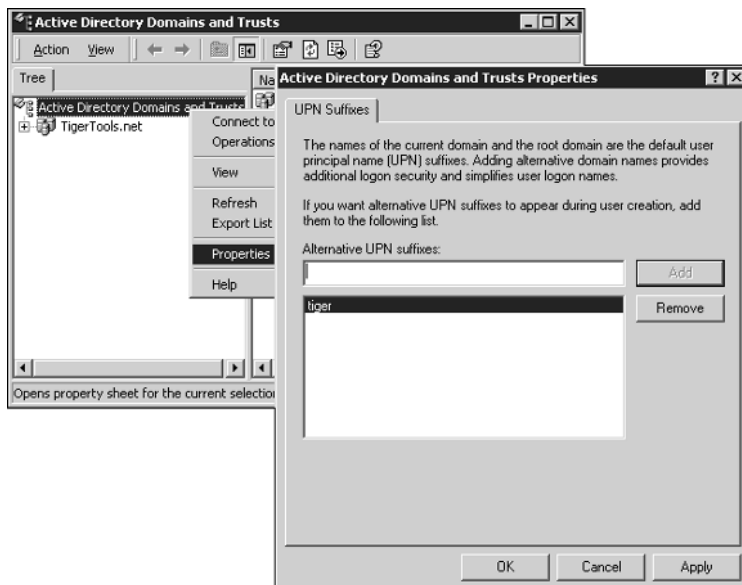 Active Directory Domains and Trusts
Action View
Tree
Na
Active Directory Domains and Trusts
TigerTools.net
Connect to
Operations
View
Refresh
Export List
Properties
Help
Opens property sheet for the current selection
Active Directory Domains and Trusts Properties
UPN Suffixes
The names of the current domain and the root domain are the default user
principal name (UPN) suffixes. Adding alternative domain names provides
additional logon security and simplifies user logon names.
If you want alternative UPN suffixes to appear during user creation, add
them to the following list.
Alternative UPN suffixes:
Add
tiger
Remove
OK Cancel Apply